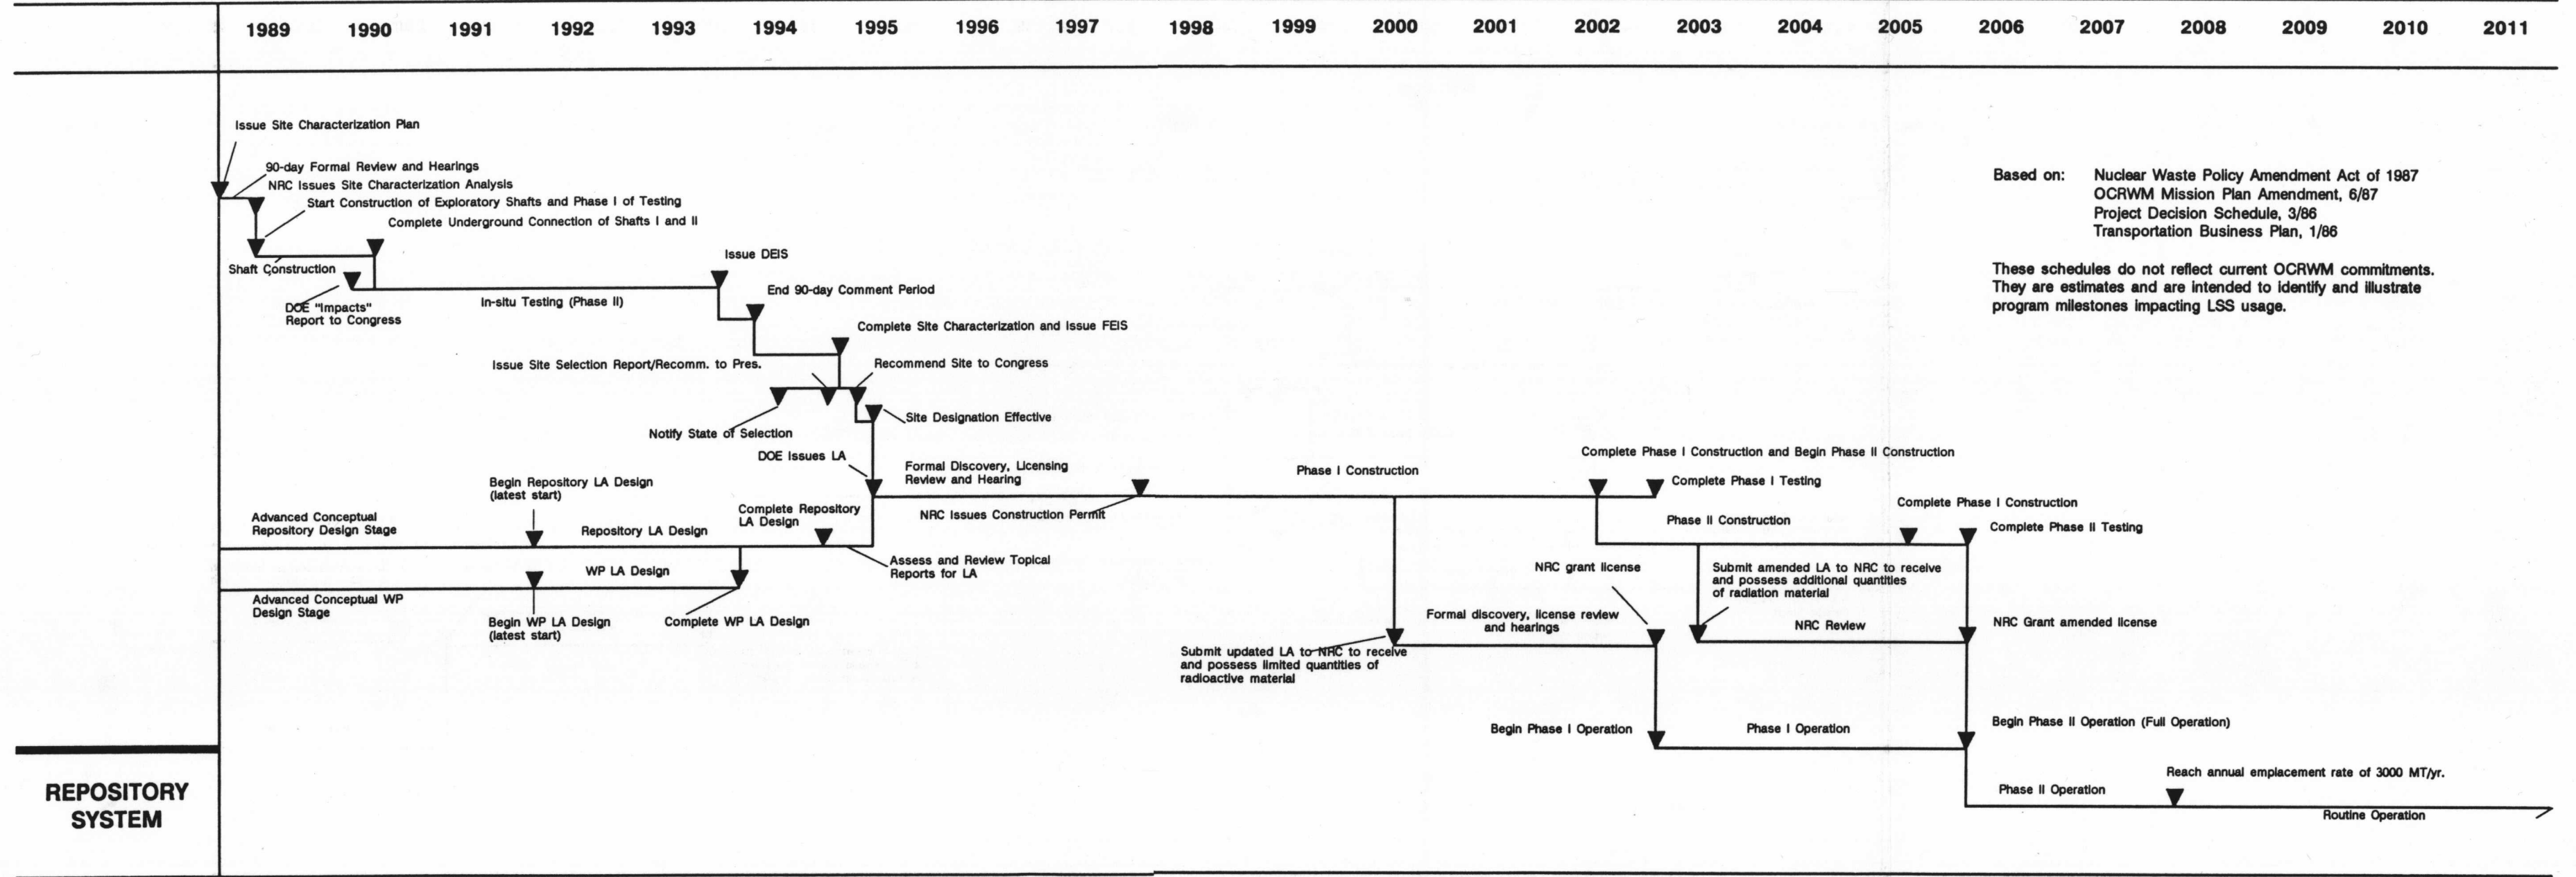 1989 1990 1991 1992 1993 1994 1995 1996 1997 1998 1999 2000 2001 2002 2003 2004 2005 2006 2007 2008 2009 2010 2011
Issue Site Characterization Plan
90-day Formal Review and Hearings
NRC Issues Site Characterization Analysis
Start Construction of Exploratory Shafts and Phase I of Testing
Complete Underground Connection of Shafts I and II
Shaft Construction
DOE "Impacts"
Report to Congress
In-situ Testing (Phase II)
Issue DEIS
End 90-day Comment Period
Complete Site Characterization and Issue FEIS
Issue Site Selection Report/Recomm. to Pres.
Recommend Site to Congress
Notify State of Selection
Site Designation Effective
DOE Issues LA
Formal Discovery, Licensing
Review and Hearing
NRC Issues Construction Permit
Phase I Construction
Complete Phase I Construction and Begin Phase II Construction
Complete Phase I Testing
Phase II Construction
Complete Phase I Construction
Complete Phase II Testing
Begin Repository LA Design
(latest start)
Advanced Conceptual
Repository Design Stage
Repository LA Design
Complete Repository
LA Design
Assess and Review Topical
Reports for LA
WP LA Design
Advanced Conceptual WP
Design Stage
Begin WP LA Design
(latest start)
Complete WP LA Design
NRC grant license
Submit amended LA to NRC to receive
and possess additional quantities
of radiation material
Formal discovery, license review
and hearings
NRC Review
NRC Grant amended license
Submit updated LA to NRC to receive
and possess limited quantities of
radioactive material
Begin Phase I Operation
Phase I Operation
Begin Phase II Operation (Full Operation)
Reach annual emplacement rate of 3000 MT/yr.
Phase II Operation
Routine Operation
Based on: Nuclear Waste Policy Amendment Act of 1987
OCRWM Mission Plan Amendment, 6/87
Project Decision Schedule, 3/86
Transportation Business Plan, 1/86
These schedules do not reflect current OCRWM commitments.
They are estimates and are intended to identify and illustrate
program milestones impacting LSS usage.
REPOSITORY
SYSTEM